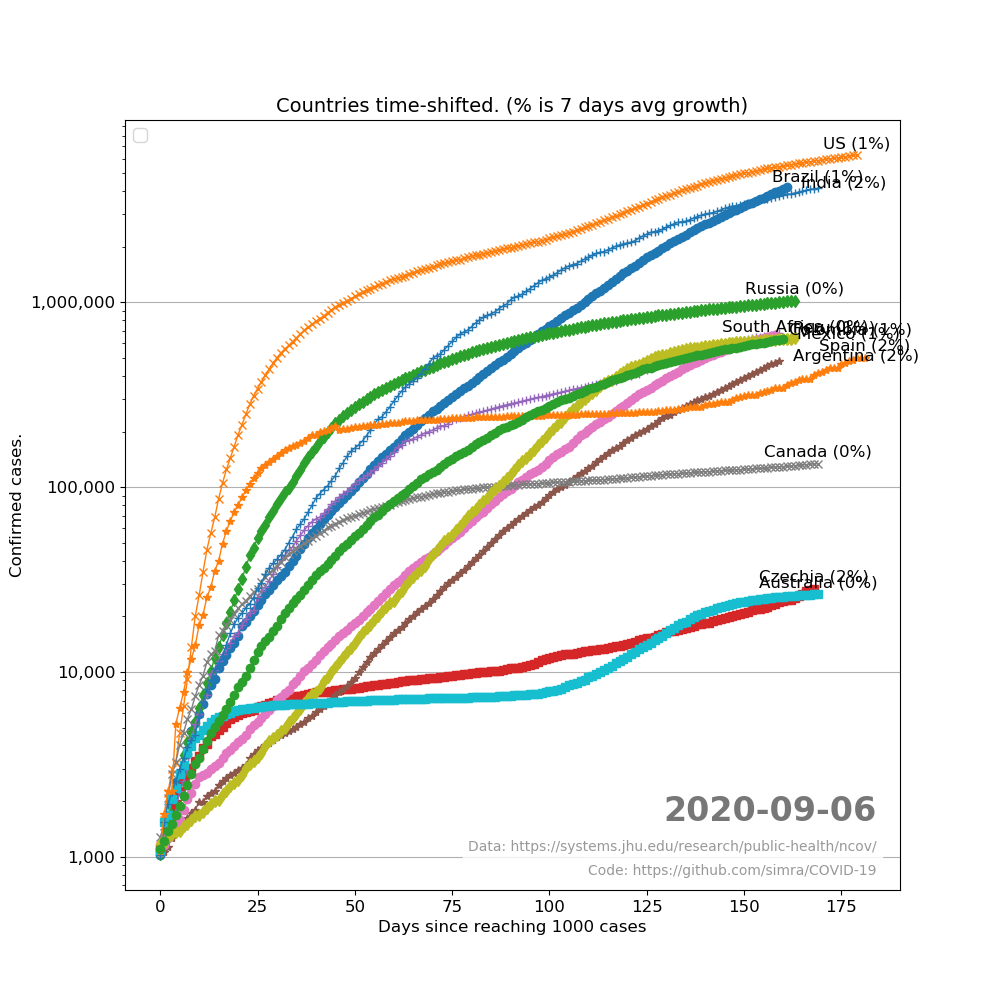 Countries time-shifted. (% is 7 days avg growth)
US (1%)
Brazil (1%)
India (2%)
Russia (0%)
South Africa (0%)
Mexico (1%)
Spain (2%)
Argentina (2%)
Canada (0%)
Czechia (2%)
Australia (0%)
1,000,000
100,000
10,000
1,000
Confirmed cases.
2020-09-06
Data: https://systems.jhu.edu/research/public-health/ncov/
Code: https://github.com/simra/COVID-19
0 25 50 75 100 125 150 175
Days since reaching 1000 cases